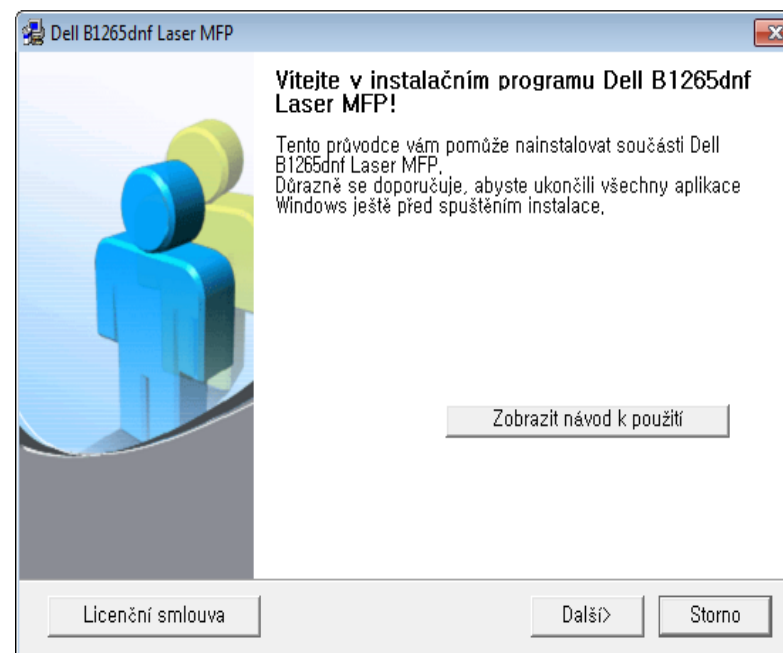 Dell B1265dnf Laser MFP
Vítejte v instalačním programu Dell B1265dnf
Laser MFP!
Tento průvodce vám pomůže nainstalovat součásti Dell
B1265dnf Laser MFP.
Důrazně se doporučuje, abyste ukončili všechny aplikace
Windows ještě před spuštěním instalace.
Zobrazit návod k použití
Licenční smlouva
Další>
Storno